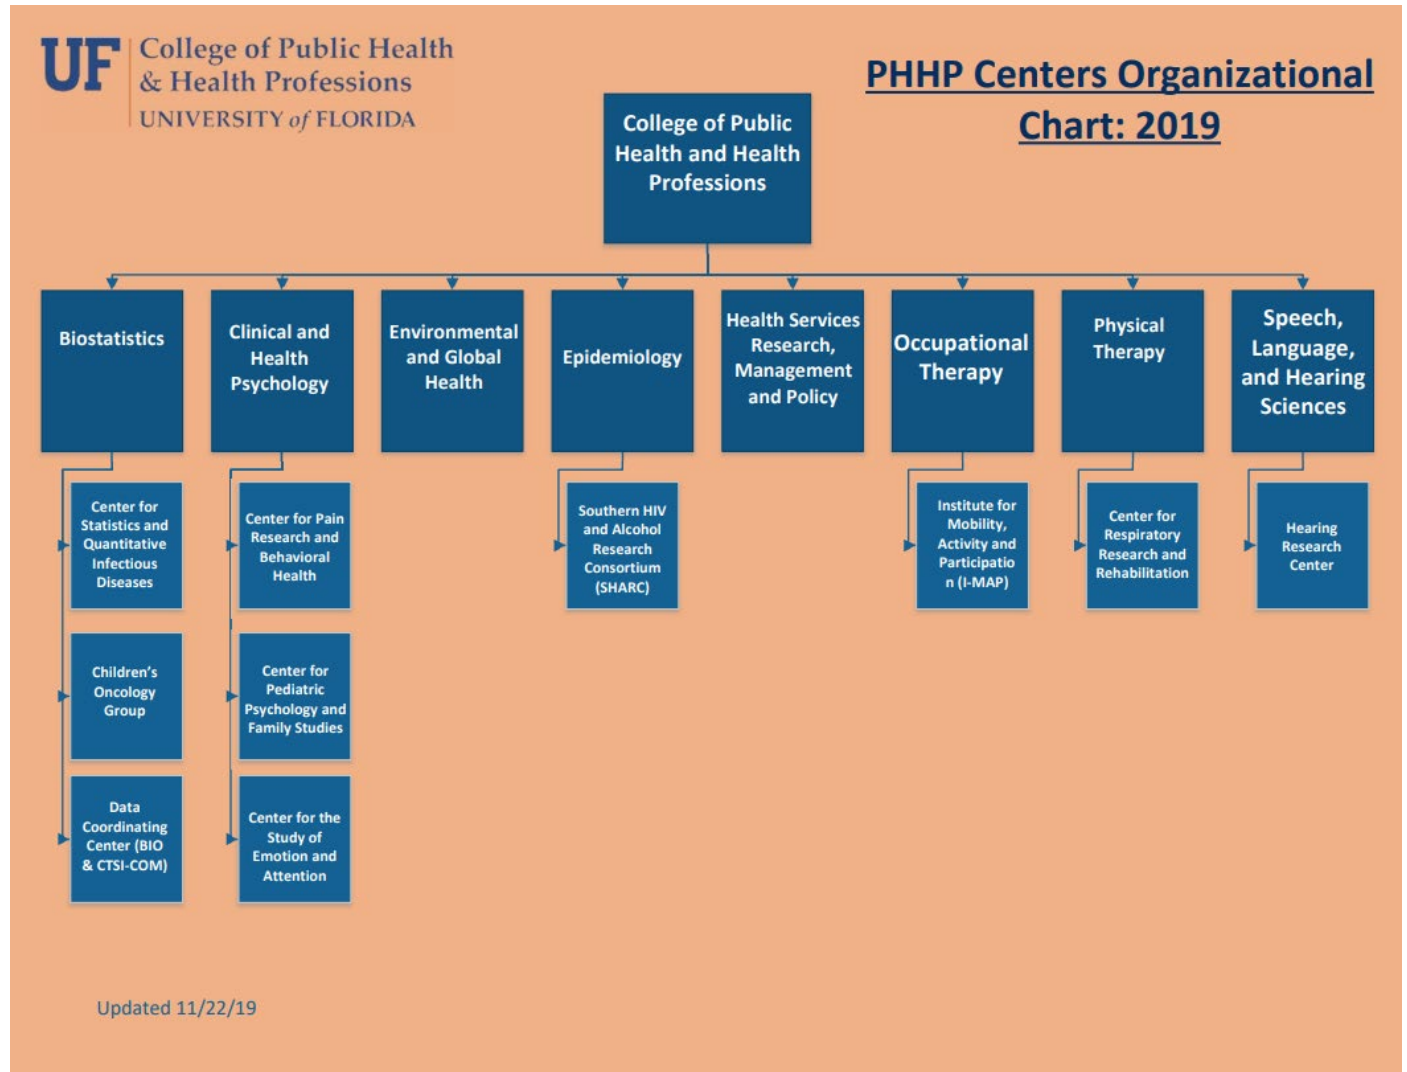 UF
College of Public Health
& Health Professions
UNIVERSITY of FLORIDA
PHHP Centers Organizational
Chart: 2019
College of Public
Health and Health
Professions
Biostatistics
Clinical and
Health
Psychology
Environmental
and Global
Health
Epidemiology
Health Services
Research,
Management
and Policy
Occupational
Therapy
Physical
Therapy
Speech,
Language,
and Hearing
Sciences
Center for
Statistics and
Quantitative
Infectious
Diseases
Children’s
Oncology
Group
Data
Coordinating
Center (BIO
& CTSI-COM)
Center for Pain
Research and
Behavioral
Health
Center for
Pediatric
Psychology and
Family Studies
Center for the
Study of
Emotion and
Attention
Southern HIV
and Alcohol
Research
Consortium
(SHARC)
Institute for
Mobility,
Activity and
Participatio
n (I-MAP)
Center for
Respiratory
Research and
Rehabilitation
Hearing
Research
Center
Updated 11/22/19